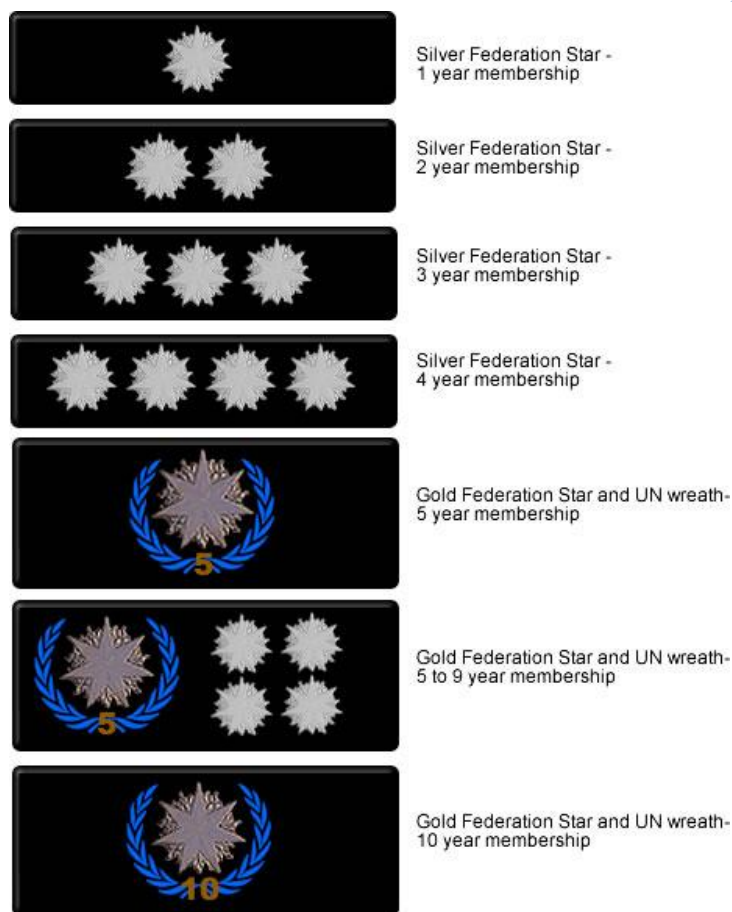 Silver Federation Star -
1 year membership
Silver Federation Star -
2 year membership
Silver Federation Star -
3 year membership
Silver Federation Star -
4 year membership
Gold Federation Star and UN wreath-
5 year membership
5
Gold Federation Star and UN wreath-
5 to 9 year membership
5
Gold Federation Star and UN wreath-
10 year membership
10